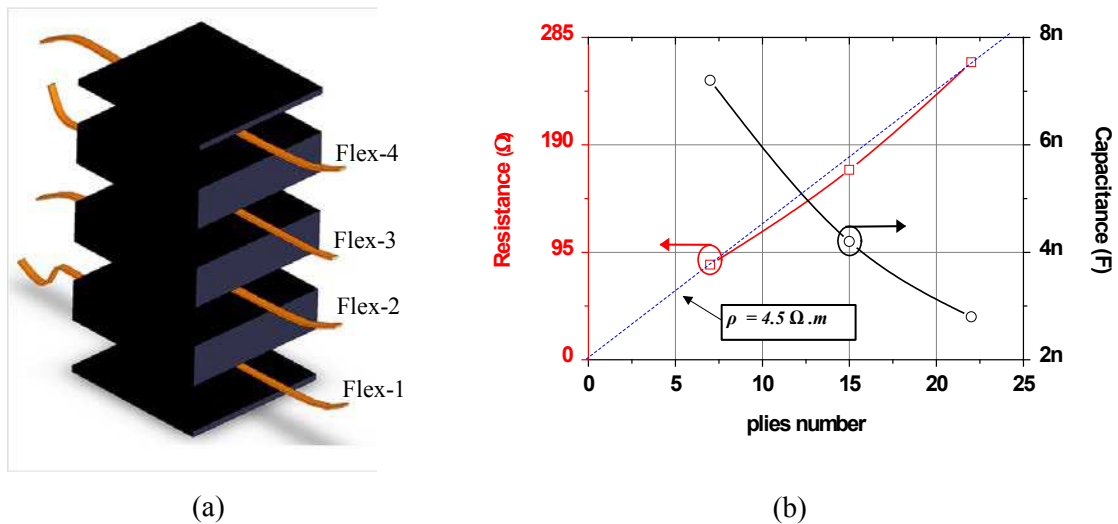 Flex-4
Flex-3
Flex-2
Flex-1
(a)
285
190
95
0
Resistance (Ω)
8n
6n
4n
2n
Capacitance (F)
ρ = 4.5 Ω .m
0 5 10 15 20 25
plies number
(b)